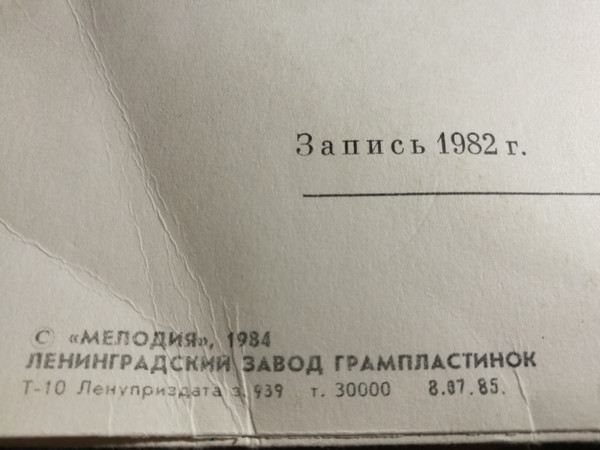 Запись 1982 г.
© «МЕЛОДИЯ», 1984
ЛЕНИНГРАДСКИЙ ЗАВОД ГРАМПЛАСТИНОК
Т-10 Ленуприздата з. 939 т. 30000 8.07.85.